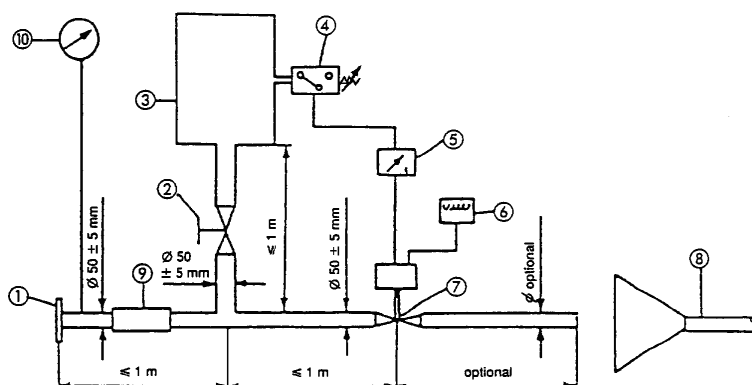 ⑩
④
③
⑤
②
⑥
≤ 1 m
Ø 50 ± 5 mm
Ø 50
± 5 mm
Ø 50 ± 5 mm
Ø optional
⑨
⑦
⑧
①
≤ 1 m
≤ 1 m
optional